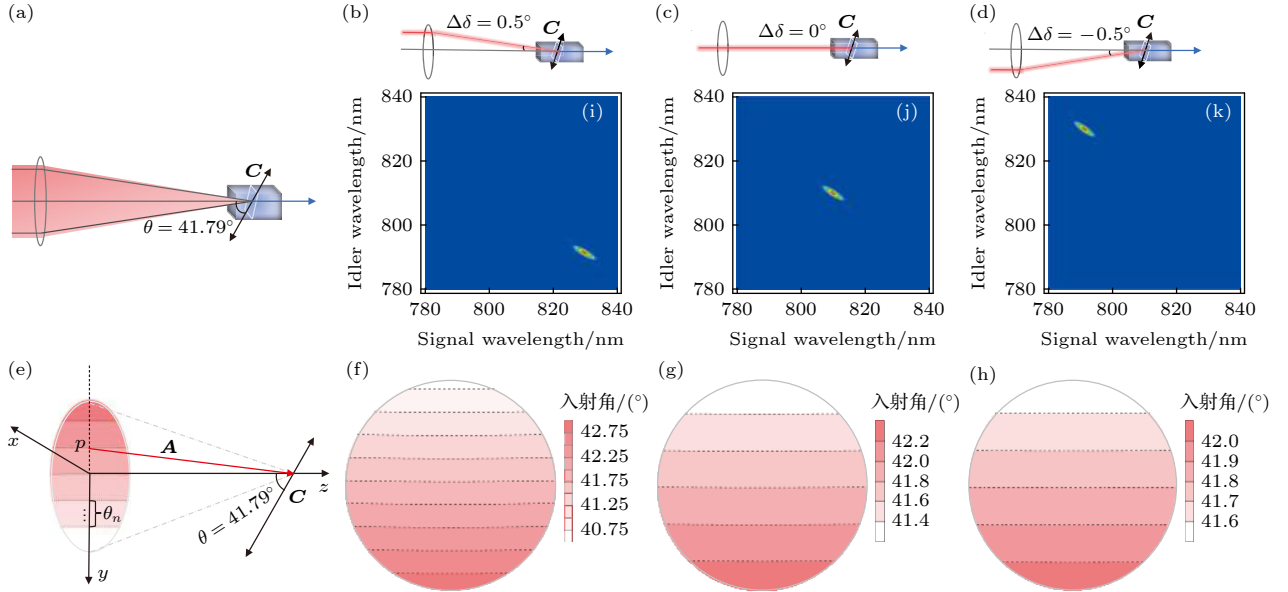 (a)
C
θ = 41.79°
(b)
Δδ = 0.5°
C
(i)
840
820
800
780
Idler wavelength/nm
780
800
820
840
Signal wavelength/nm
(c)
Δδ = 0°
C
(j)
840
820
800
780
Idler wavelength/nm
780
800
820
840
Signal wavelength/nm
(d)
Δδ = −0.5°
C
(k)
840
820
800
780
Idler wavelength/nm
780
800
820
840
Signal wavelength/nm
(e)
x
p
A
z
C
θ = 41.79°
θn
⋮
y
(f)
入射角/(°)
42.75
42.25
41.75
41.25
40.75
(g)
入射角/(°)
42.2
42.0
41.8
41.6
41.4
(h)
入射角/(°)
42.0
41.9
41.8
41.7
41.6